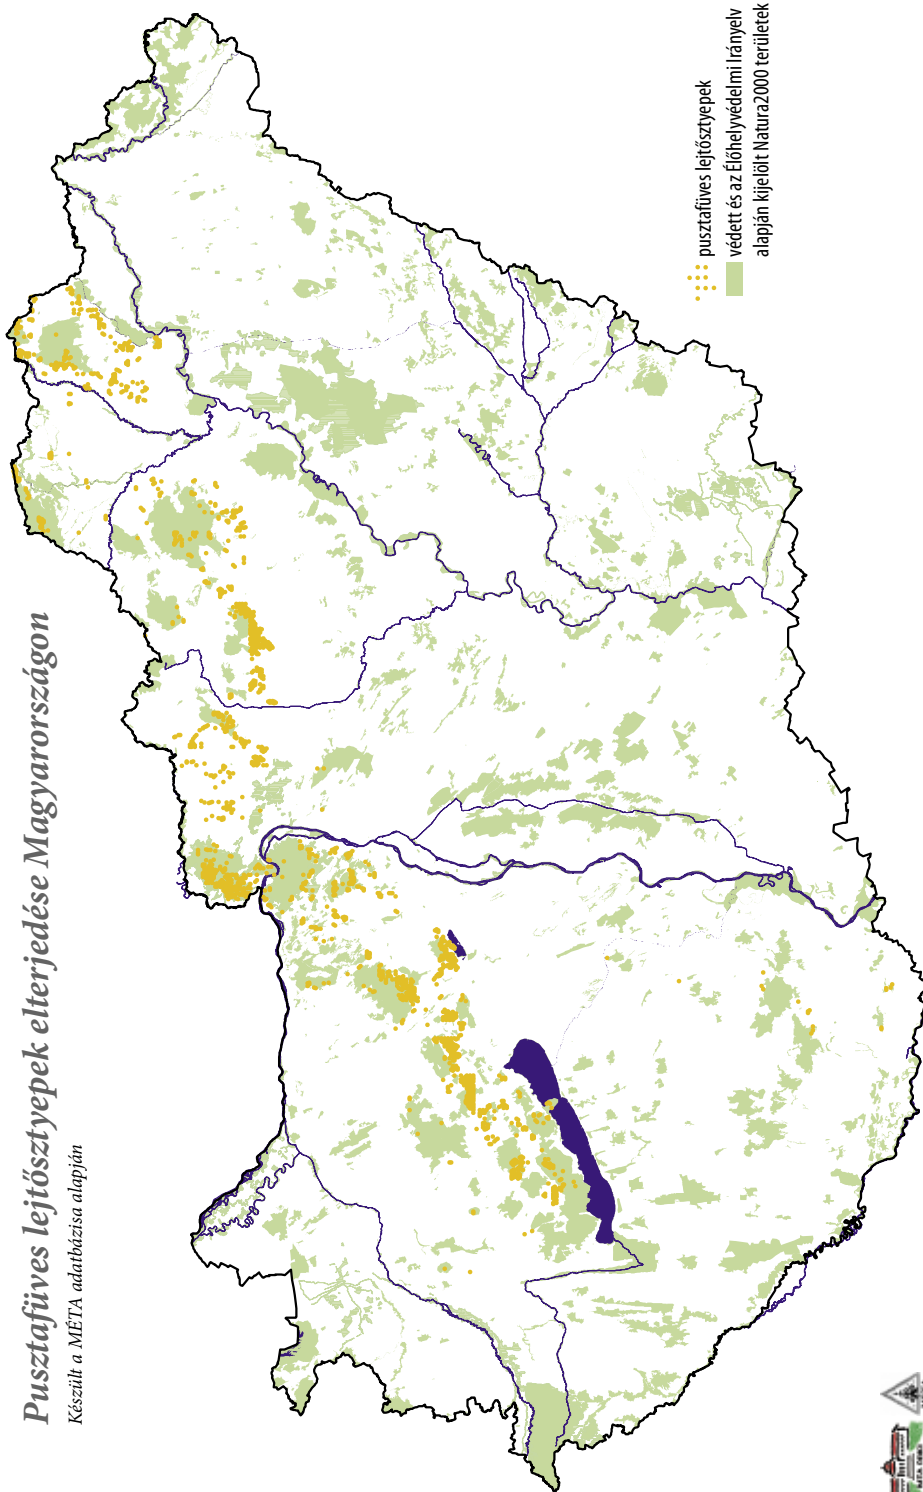 Pusztafüves lejtősztyepek elterjedése Magyarországon
Készült a MÉTA adatbázisa alapján
pusztafüves lejtősztyepek
védett és az Élőhelyvédelmi Irányelv
alapján kijelölt Natura2000 területek